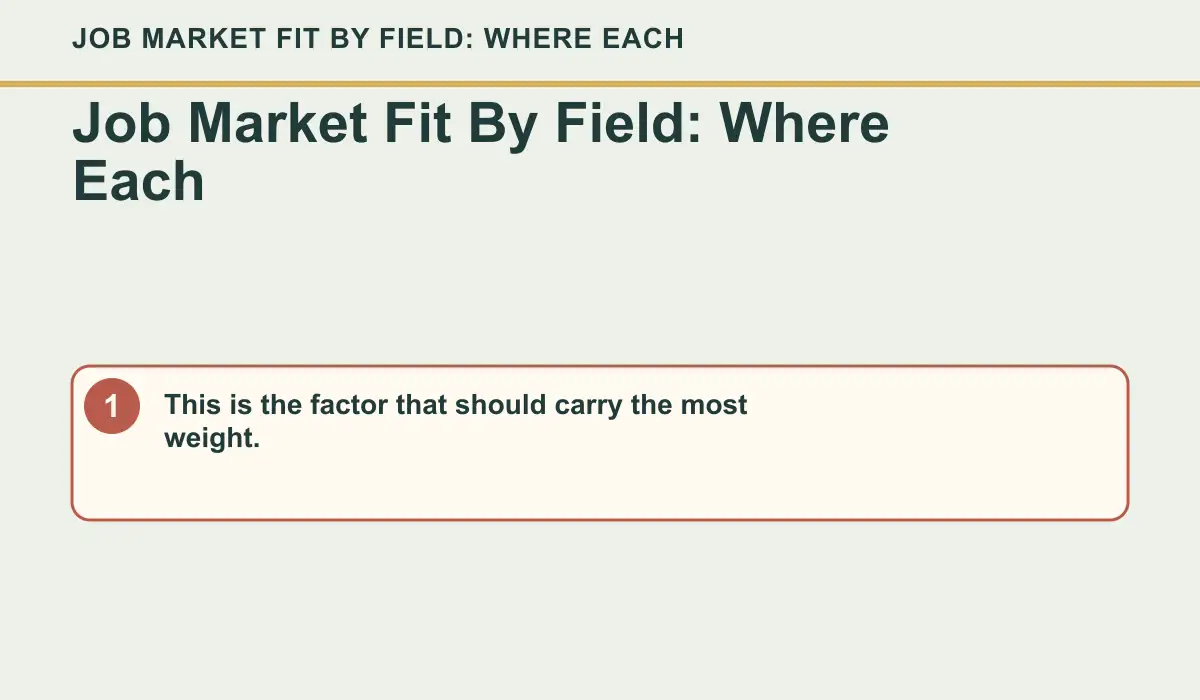 JOB MARKET FIT BY FIELD: WHERE EACH
Job Market Fit By Field: Where
Each
1
This is the factor that should carry the most
weight.